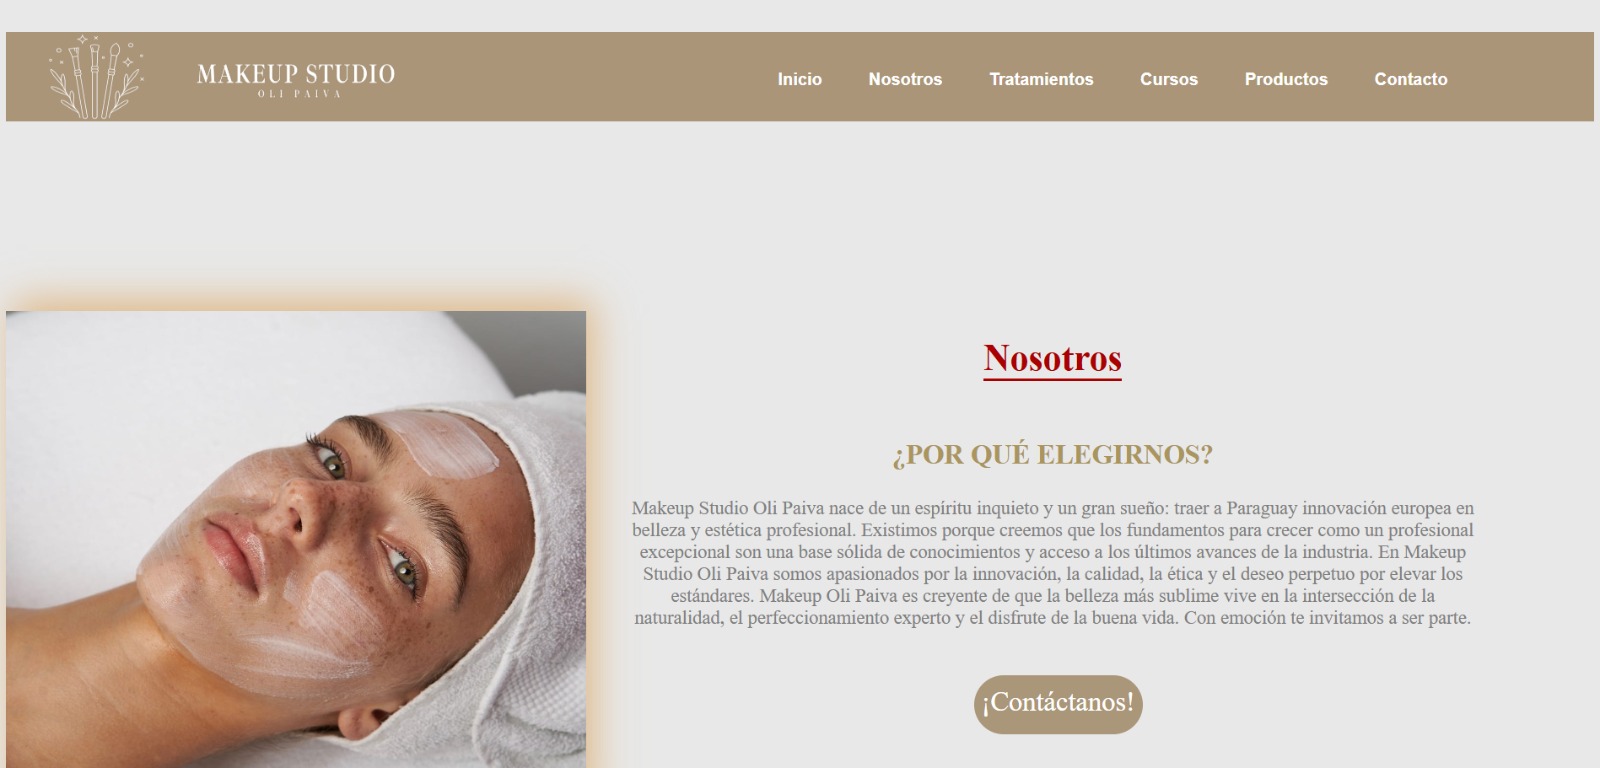 MAKEUP STUDIO
OLI PAIVA
Inicio Nosotros Tratamientos Cursos Productos Contacto
Nosotros
¿POR QUÉ ELEGIRNOS?
Makeup Studio Oli Paiva nace de un espíritu inquieto y un gran sueño: traer a Paraguay innovación europea en
belleza y estética profesional. Existimos porque creemos que los fundamentos para crecer como un profesional
excepcional son una base sólida de conocimientos y acceso a los últimos avances de la industria. En Makeup
Studio Oli Paiva somos apasionados por la innovación, la calidad, la ética y el deseo perpetuo por elevar los
estándares. Makeup Oli Paiva es creyente de que la belleza más sublime vive en la intersección de la
naturalidad, el perfeccionamiento experto y el disfrute de la buena vida. Con emoción te invitamos a ser parte.
¡Contáctanos!